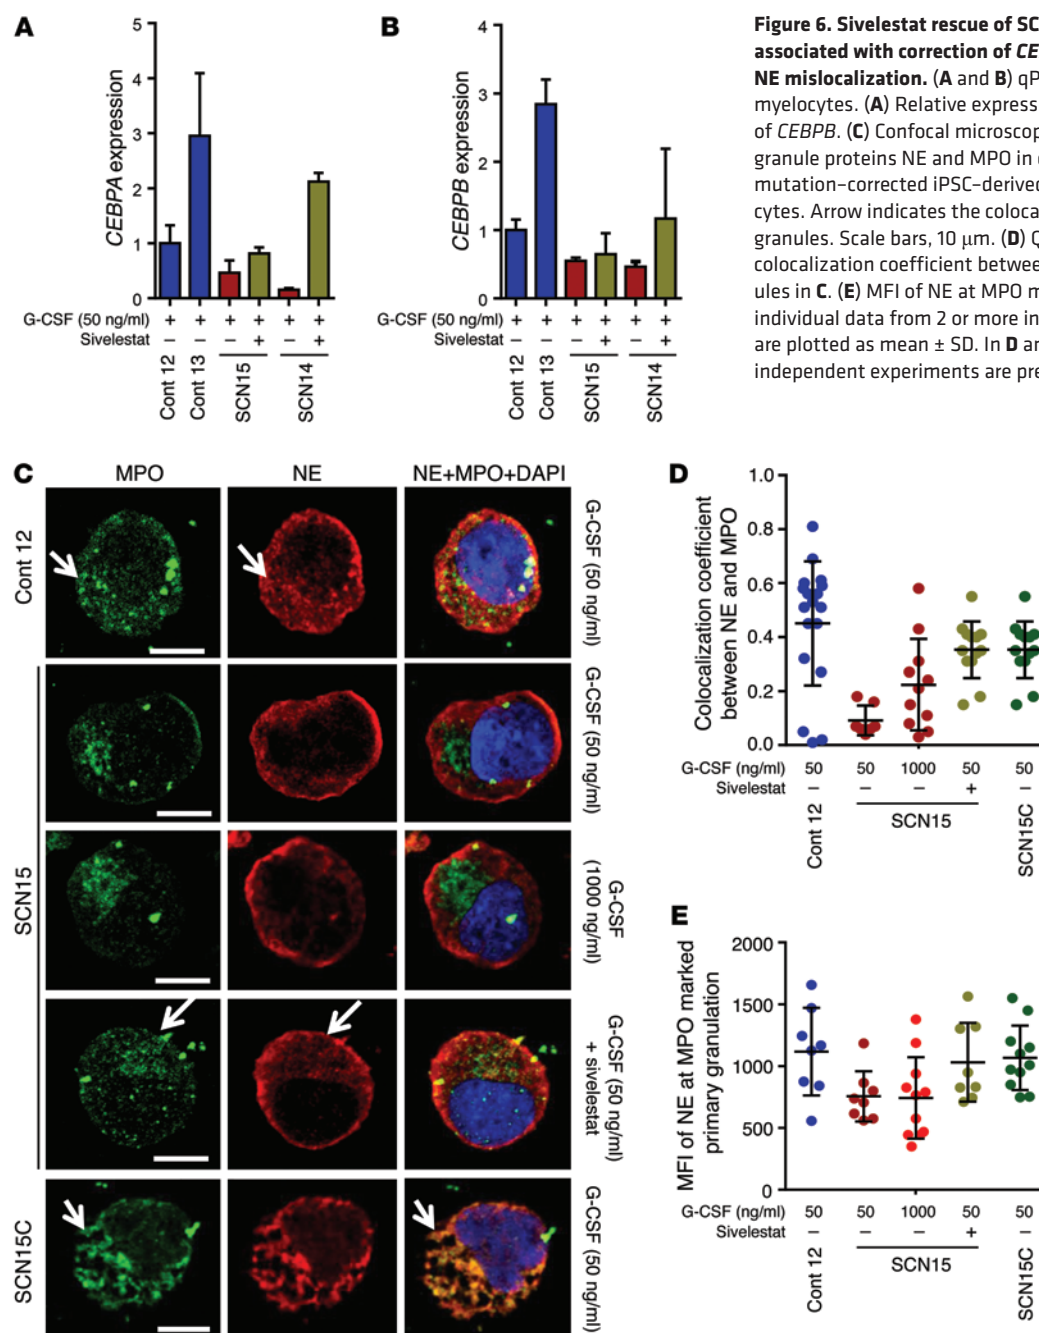 A
CEBPA expression
5
4
3
2
1
0
G-CSF (50 ng/ml) + + + + + +
Sivelestat – – – + – +
Cont 12
Cont 13
SCN15
SCN14
B
CEBPB expression
4
3
2
1
0
G-CSF (50 ng/ml) + + + + + +
Sivelestat – – – + – +
Cont 12
Cont 13
SCN15
SCN14
Figure 6. Sivelestat rescue of SC
associated with correction of CE
NE mislocalization. (A and B) qP
myelocytes. (A) Relative express
of CEBPB. (C) Confocal microscop
granule proteins NE and MPO in
mutation–corrected iPSC–derived
cytes. Arrow indicates the coloca
granules. Scale bars, 10 μm. (D) Q
colocalization coefficient betwee
ules in C. (E) MFI of NE at MPO m
individual data from 2 or more in
are plotted as mean ± SD. In D ar
independent experiments are pre
C
MPO NE NE+MPO+DAPI
Cont 12
G-CSF (50 ng/ml)
SCN15
G-CSF (50 ng/ml)
G-CSF
(1000 ng/ml)
G-CSF (50 ng/ml)
+ sivelestat
SCN15C
G-CSF (50 ng/ml)
D
Colocalization coefficient
between NE and MPO
1.0
0.8
0.6
0.4
0.2
0.0
G-CSF (ng/ml) 50 50 1000 50 50
Sivelestat – – – + –
Cont 12
SCN15
SCN15C
E
MFI of NE at MPO marked
primary granulation
2000
1500
1000
500
0
G-CSF (ng/ml) 50 50 1000 50 50
Sivelestat – – – + –
Cont 12
SCN15
SCN15C